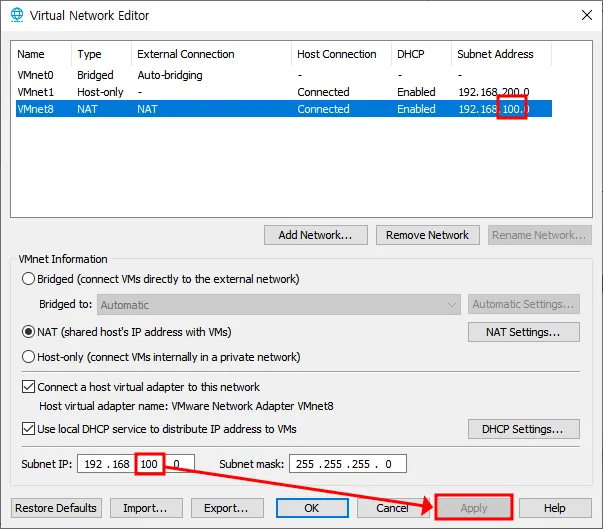 Virtual Network Editor
Name Type External Connection Host Connection DHCP Subnet Address
VMnet0 Bridged Auto-bridging - - -
VMnet1 Host-only - Connected Enabled 192.168.200.0
VMnet8 NAT NAT Connected Enabled 192.168.100.0
Add Network... Remove Network Rename Network...
VMnet Information
Bridged (connect VMs directly to the external network)
Bridged to: Automatic Automatic Settings...
NAT (shared host's IP address with VMs) NAT Settings...
Host-only (connect VMs internally in a private network)
Connect a host virtual adapter to this network
Host virtual adapter name: VMware Network Adapter VMnet8
Use local DHCP service to distribute IP address to VMs DHCP Settings...
Subnet IP: 192 .168 .100 . 0 Subnet mask: 255 .255 .255 . 0
Restore Defaults Import... Export... OK Cancel Apply Help